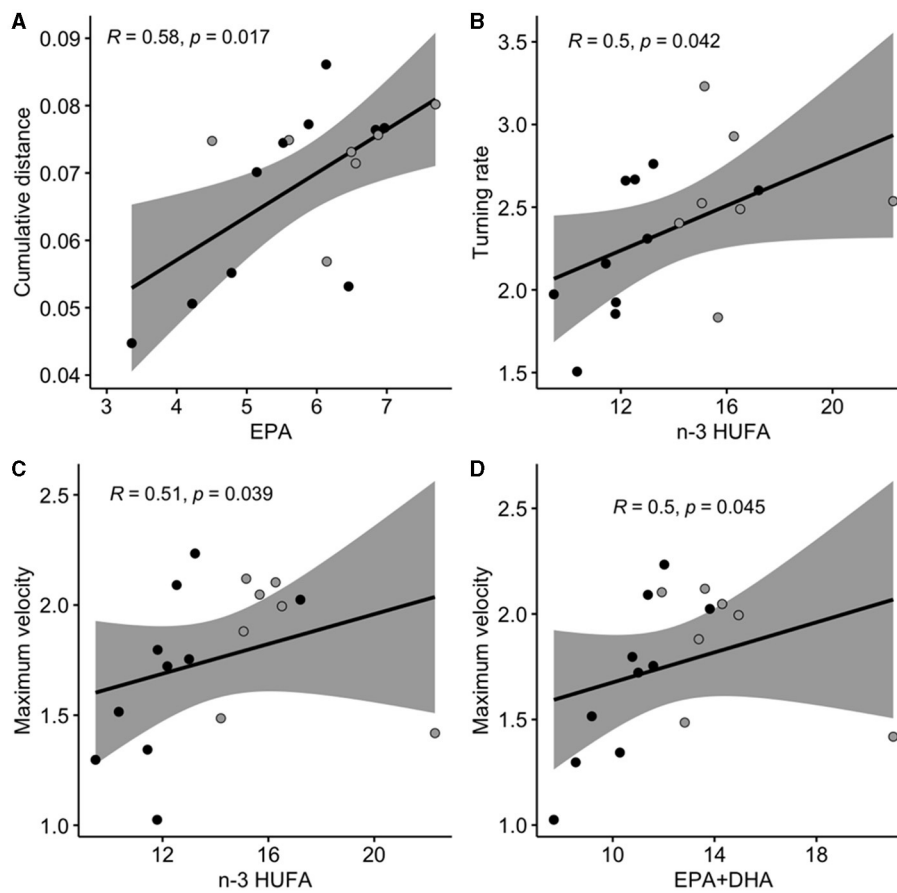 A
R = 0.58, p = 0.017
0.09
0.08
0.07
0.06
0.05
0.04
Cumulative distance
3 4 5 6 7
EPA
B
R = 0.5, p = 0.042
3.5
3.0
2.5
2.0
1.5
Turning rate
12 16 20
n-3 HUFA
C
R = 0.51, p = 0.039
2.5
2.0
1.5
1.0
Maximum velocity
12 16 20
n-3 HUFA
D
R = 0.5, p = 0.045
2.5
2.0
1.5
1.0
Maximum velocity
10 14 18
EPA+DHA